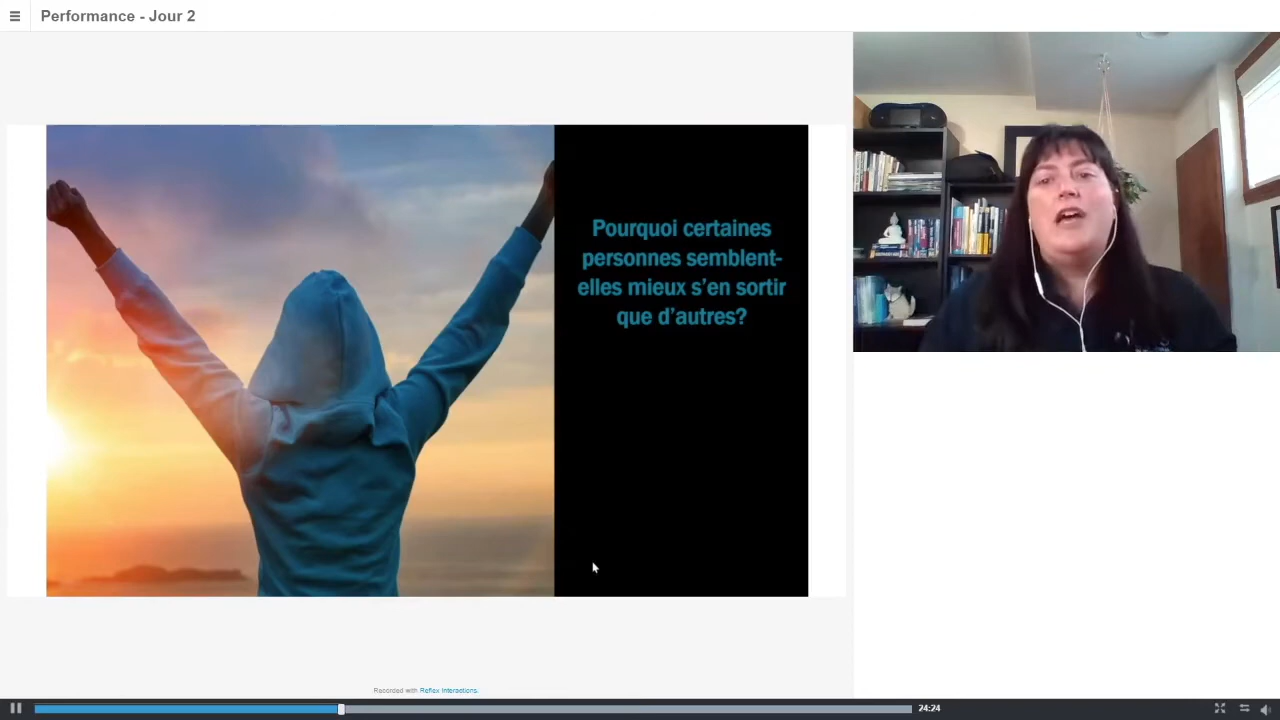 Performance - Jour 2
Pourquoi certaines
personnes semblent-
elles mieux s'en sortir
que d'autres?
Recorded with Reflex Interactions.
24:24